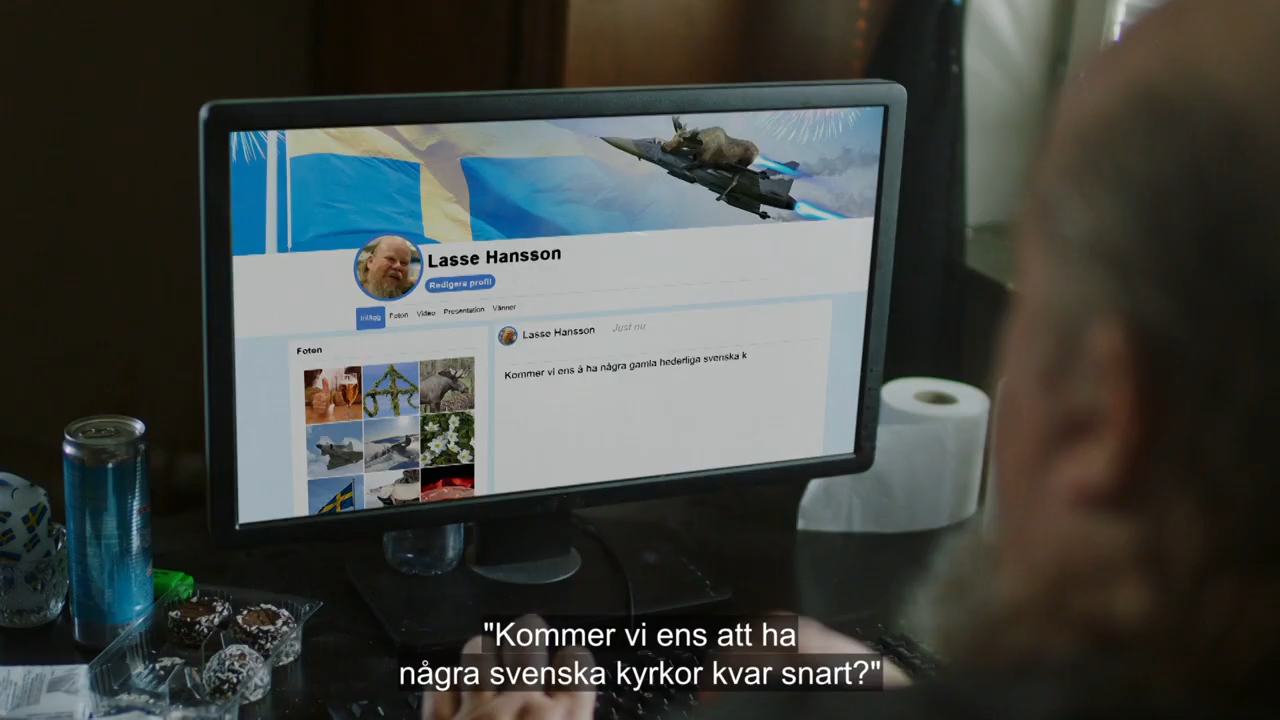 Lasse Hansson
Redigera profil
Inlägg Foton Video Presentation Vänner
Foton
Lasse Hansson Just nu
Kommer vi ens å ha några gamla hederliga svenska k
"Kommer vi ens att ha
några svenska kyrkor kvar snart?"